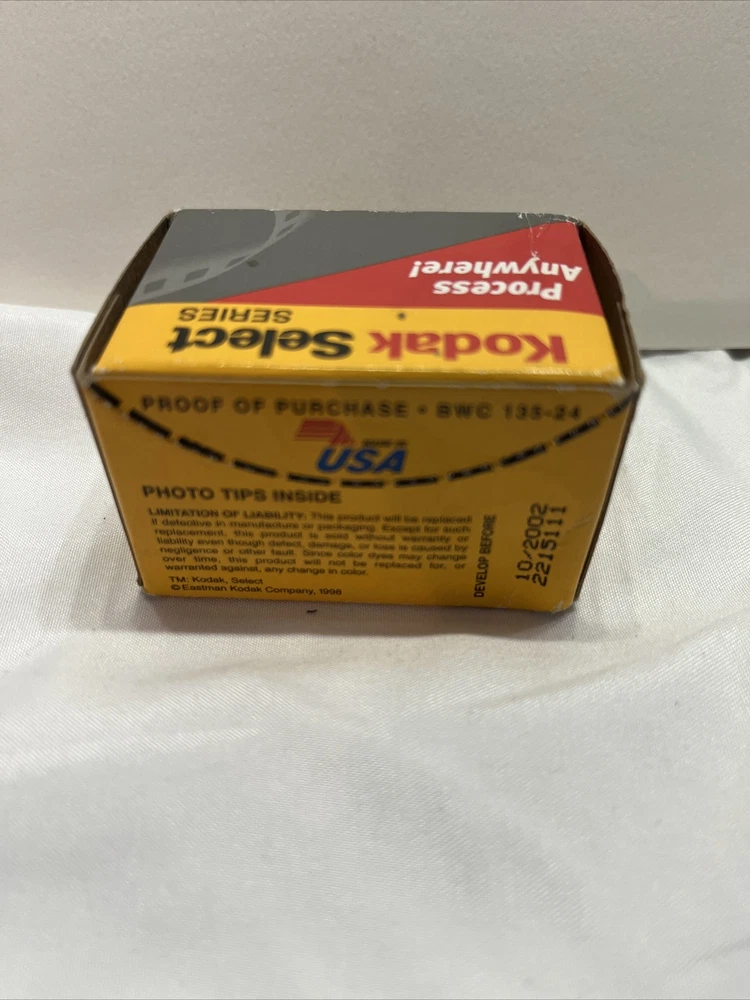 Process
Anywhere!
Kodak Select
SERIES
PROOF OF PURCHASE • BWC 135-24
MADE IN
USA
PHOTO TIPS INSIDE
LIMITATION OF LIABILITY: This product will be replaced
if defective in manufacture or packaging. Except for such
replacement, this product is sold without warranty or
liability even though defect, damage, or loss is caused by
negligence or other fault. Since color dyes may change
over time, this product will not be replaced for, or
warranted against, any change in color.
TM: Kodak, Select
© Eastman Kodak Company, 1998
DEVELOP BEFORE
10/2002
2215111